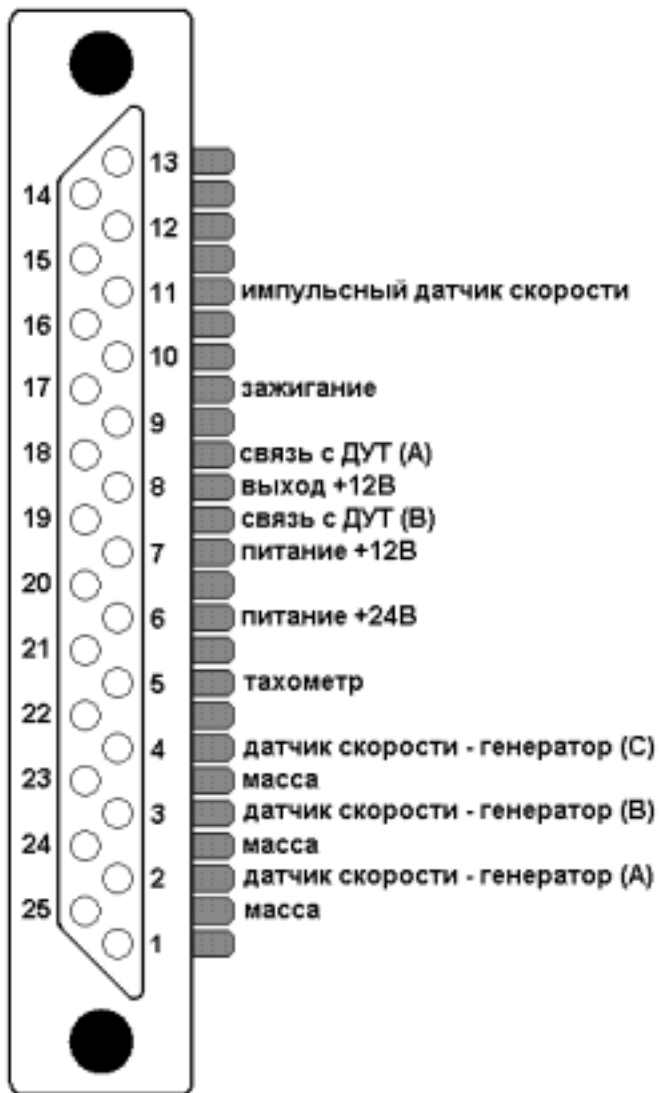 13
14
12
15
11 импульсный датчик скорости
16
10
17 зажигание
9
18 связь с ДУТ (А)
8 выход +12В
19 связь с ДУТ (В)
7 питание +12В
20
6 питание +24В
21
5 тахометр
22
4 датчик скорости - генератор (С)
23 масса
3 датчик скорости - генератор (В)
24 масса
2 датчик скорости - генератор (А)
25 масса
1